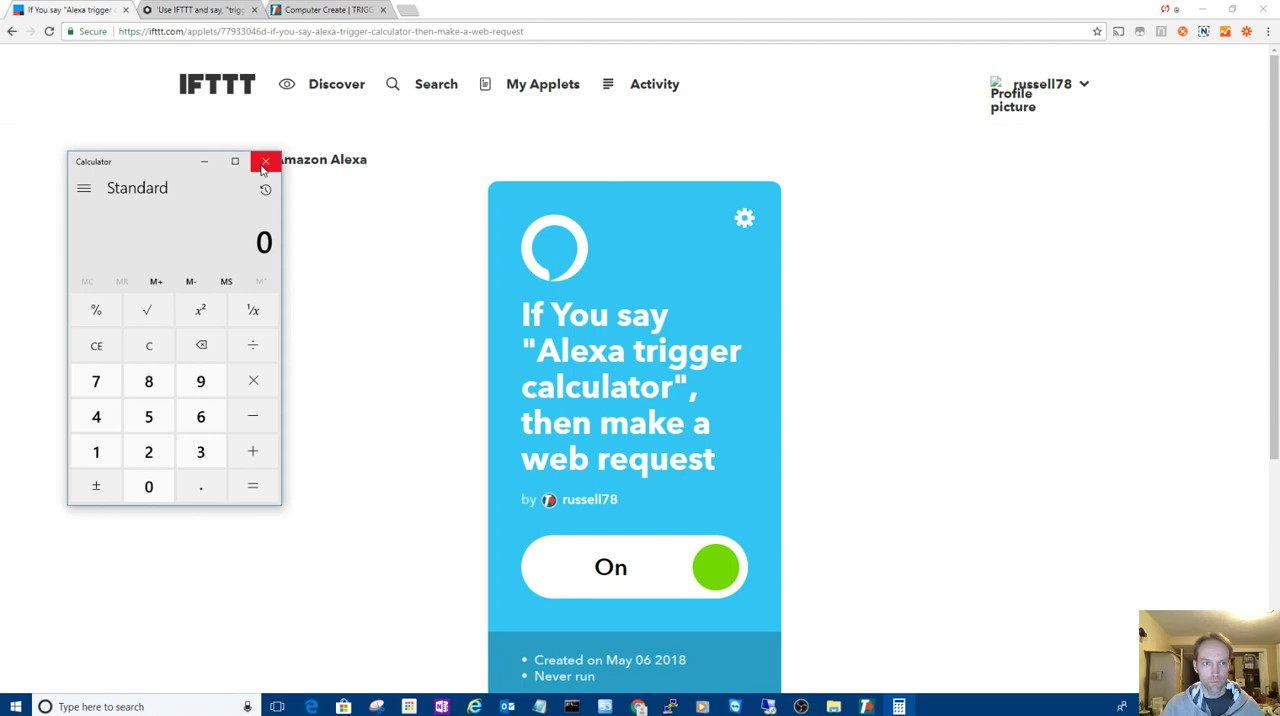 If You say "Alexa trigger c
'Use IFTTT and say, "trigg
Computer Create | TRIGG
Secure
https://ifttt.com/applets/77933046d-if-you-say-alexa-trigger-calculator-then-make-a-web-request
IFTTT
Discover
Search
My Applets
Activity
Profile picture
russell78
Amazon Alexa
Calculator
Standard
0
MC MR M+ M- MS M˅
% √ x² ¹/x
CE C ÷
7 8 9 ×
4 5 6 −
1 2 3 +
± 0 . =
If You say
"Alexa trigger
calculator",
then make a
web request
by russell78
On
• Created on May 06 2018
• Never run
Type here to search